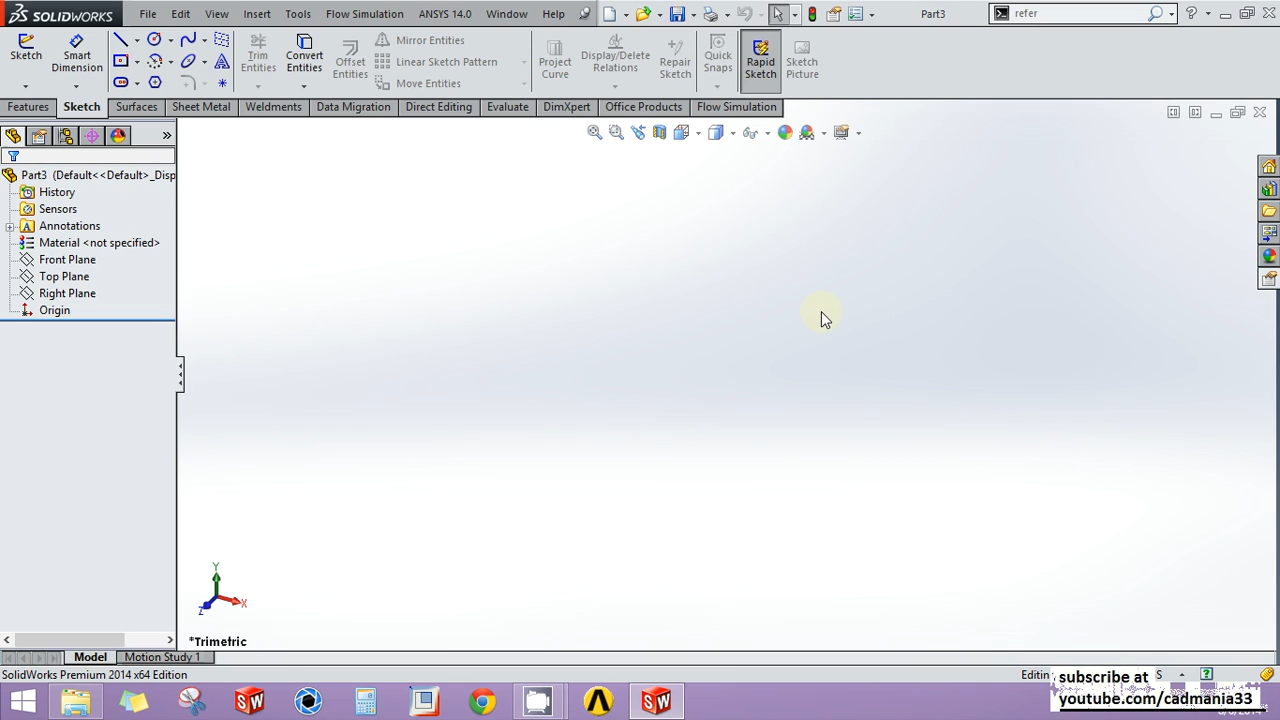 SOLIDWORKS File Edit View Insert Tools Flow Simulation ANSYS 14.0 Window Help Part3 refer
Sketch Smart Dimension Trim Entities Convert Entities Offset Entities Mirror Entities Linear Sketch Pattern Move Entities Project Curve Display/Delete Relations Repair Sketch Quick Snaps Rapid Sketch Sketch Picture
Features Sketch Surfaces Sheet Metal Weldments Data Migration Direct Editing Evaluate DimXpert Office Products Flow Simulation
Part3 (Default<<Default>_Disp
History
Sensors
Annotations
Material <not specified>
Front Plane
Top Plane
Right Plane
Origin
Y
X
Z
*Trimetric
Model Motion Study 1
SolidWorks Premium 2014 x64 Edition Editin S
subscribe at
youtube.com/cadmania33